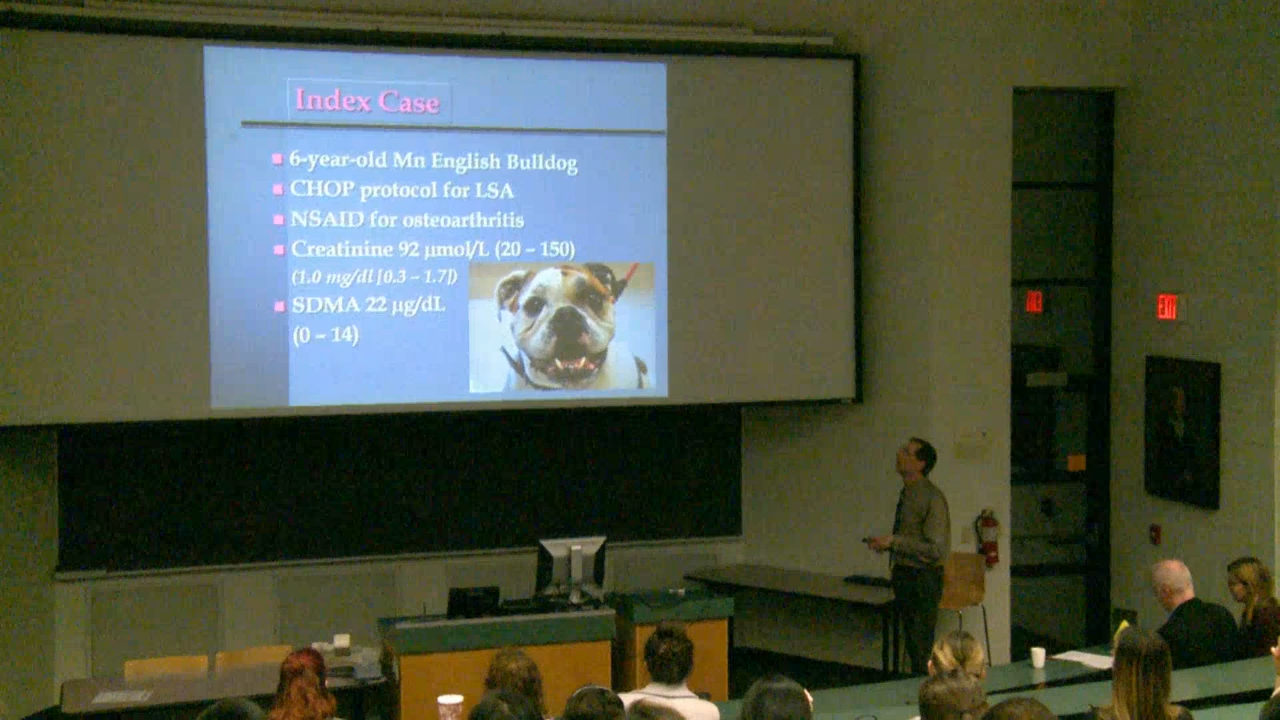 Index Case
6-year-old Mn English Bulldog
CHOP protocol for LSA
NSAID for osteoarthritis
Creatinine 92 µmol/L (20 – 150)
(1.0 mg/dl [0.3 – 1.7])
SDMA 22 µg/dL
(0 – 14)
EXIT